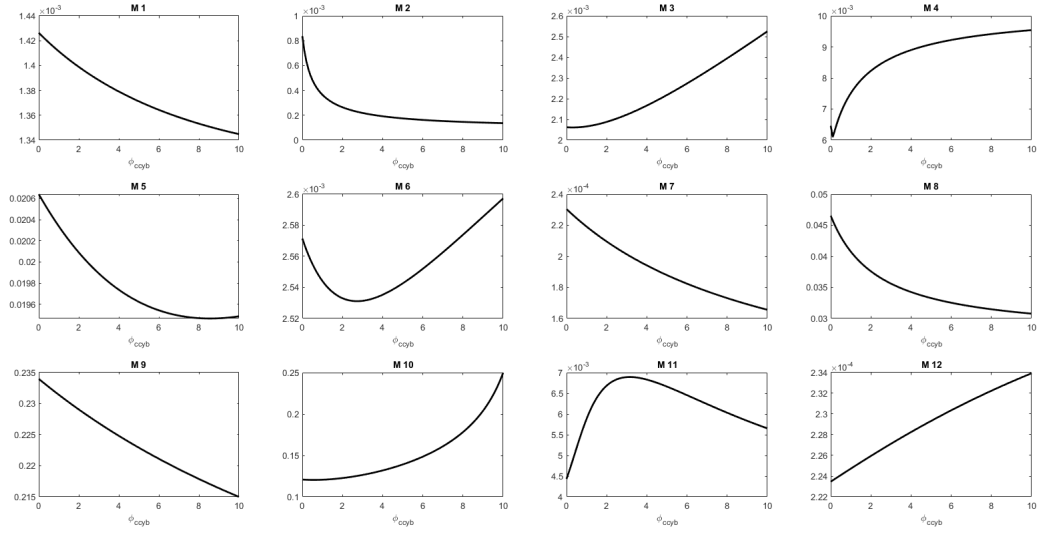 M 1
×10-3
1.44
1.42
1.4
1.38
1.36
1.34
0 2 4 6 8 10
ϕccyb
M 2
×10-3
1
0.8
0.6
0.4
0.2
0
0 2 4 6 8 10
ϕccyb
M 3
×10-3
2.6
2.5
2.4
2.3
2.2
2.1
2
0 2 4 6 8 10
ϕccyb
M 4
×10-3
10
9
8
7
6
0 2 4 6 8 10
ϕccyb
M 5
0.0206
0.0204
0.0202
0.02
0.0198
0.0196
0 2 4 6 8 10
ϕccyb
M 6
×10-3
2.6
2.58
2.56
2.54
2.52
0 2 4 6 8 10
ϕccyb
M 7
×10-4
2.4
2.2
2
1.8
1.6
0 2 4 6 8 10
ϕccyb
M 8
0.05
0.045
0.04
0.035
0.03
0 2 4 6 8 10
ϕccyb
M 9
0.235
0.23
0.225
0.22
0.215
0 2 4 6 8 10
ϕccyb
M 10
0.25
0.2
0.15
0.1
0 2 4 6 8 10
ϕccyb
M 11
×10-3
7
6.5
6
5.5
5
4.5
4
0 2 4 6 8 10
ϕccyb
M 12
×10-4
2.34
2.32
2.3
2.28
2.26
2.24
2.22
0 2 4 6 8 10
ϕccyb